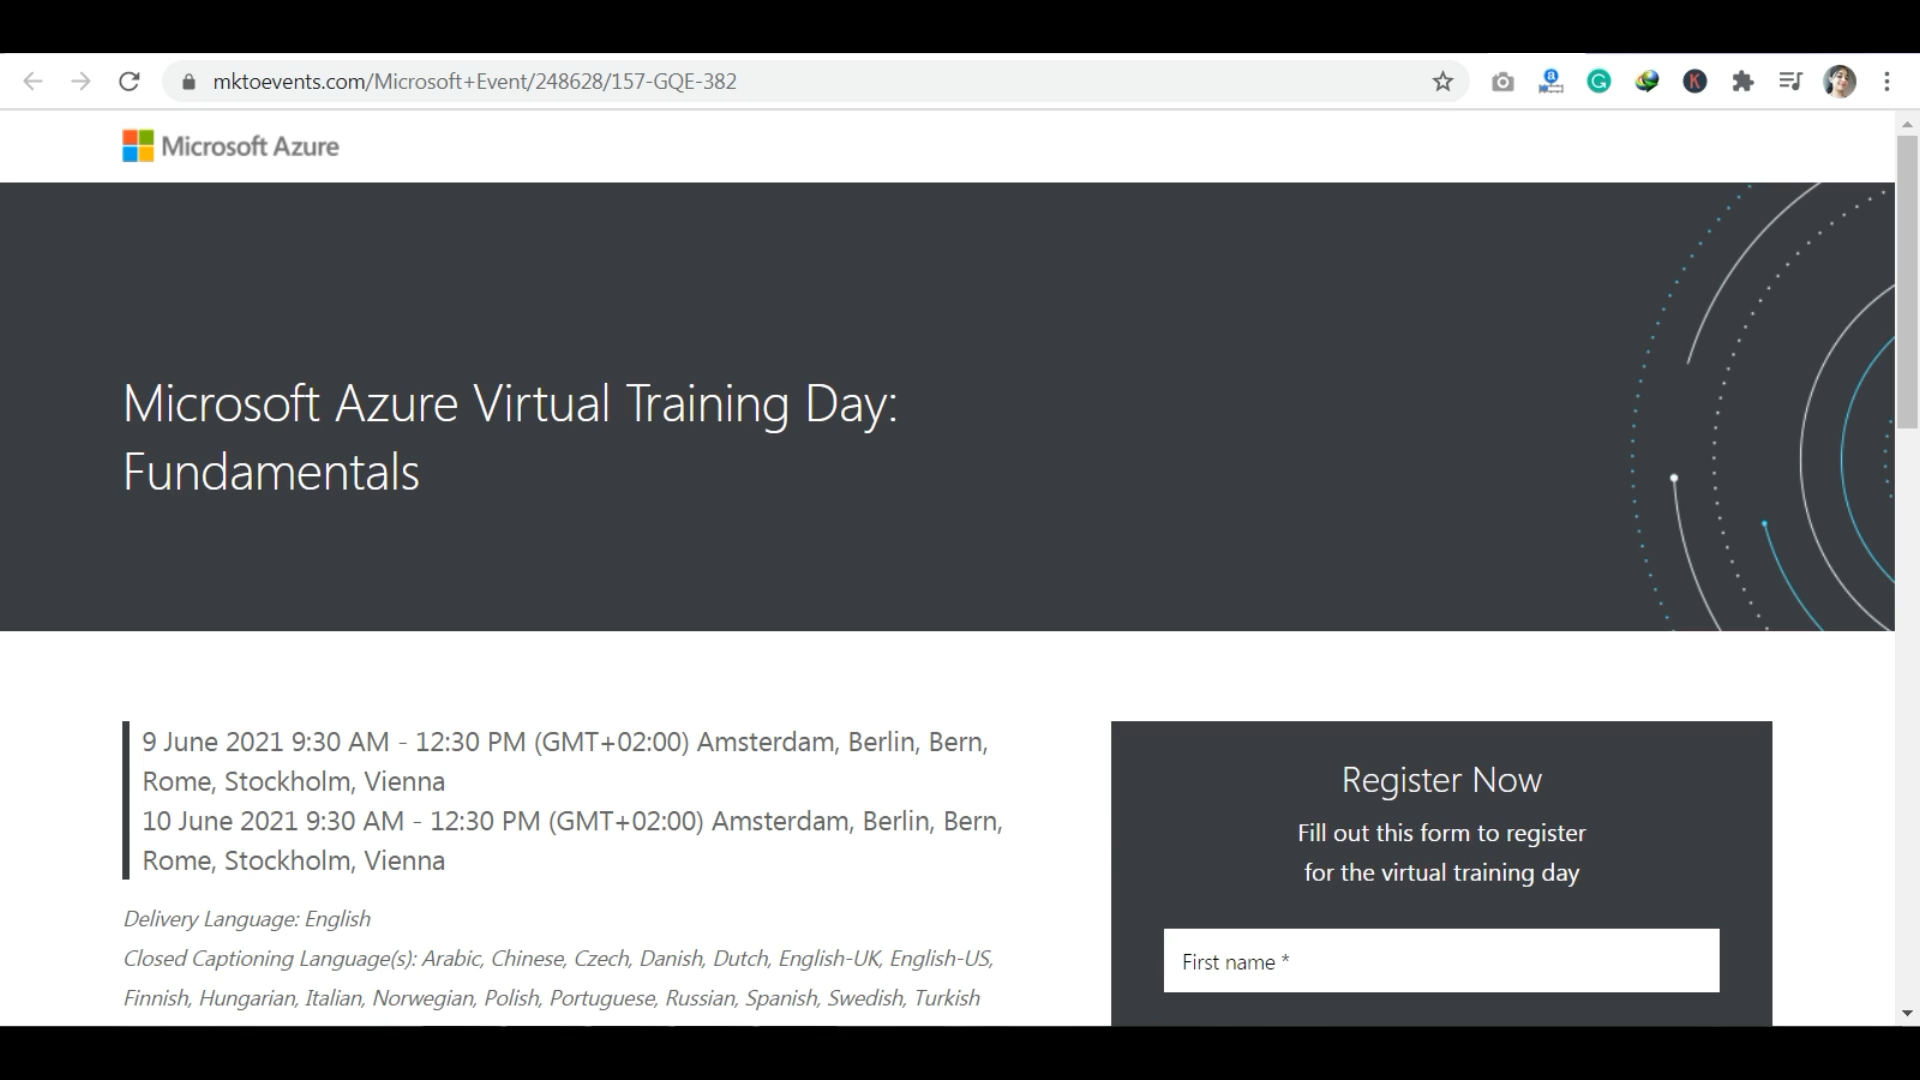 mktoevents.com/Microsoft+Event/248628/157-GQE-382
Microsoft Azure
Microsoft Azure Virtual Training Day:
Fundamentals
9 June 2021 9:30 AM - 12:30 PM (GMT+02:00) Amsterdam, Berlin, Bern,
Rome, Stockholm, Vienna
10 June 2021 9:30 AM - 12:30 PM (GMT+02:00) Amsterdam, Berlin, Bern,
Rome, Stockholm, Vienna
Delivery Language: English
Closed Captioning Language(s): Arabic, Chinese, Czech, Danish, Dutch, English-UK, English-US,
Finnish, Hungarian, Italian, Norwegian, Polish, Portuguese, Russian, Spanish, Swedish, Turkish
Register Now
Fill out this form to register
for the virtual training day
First name *